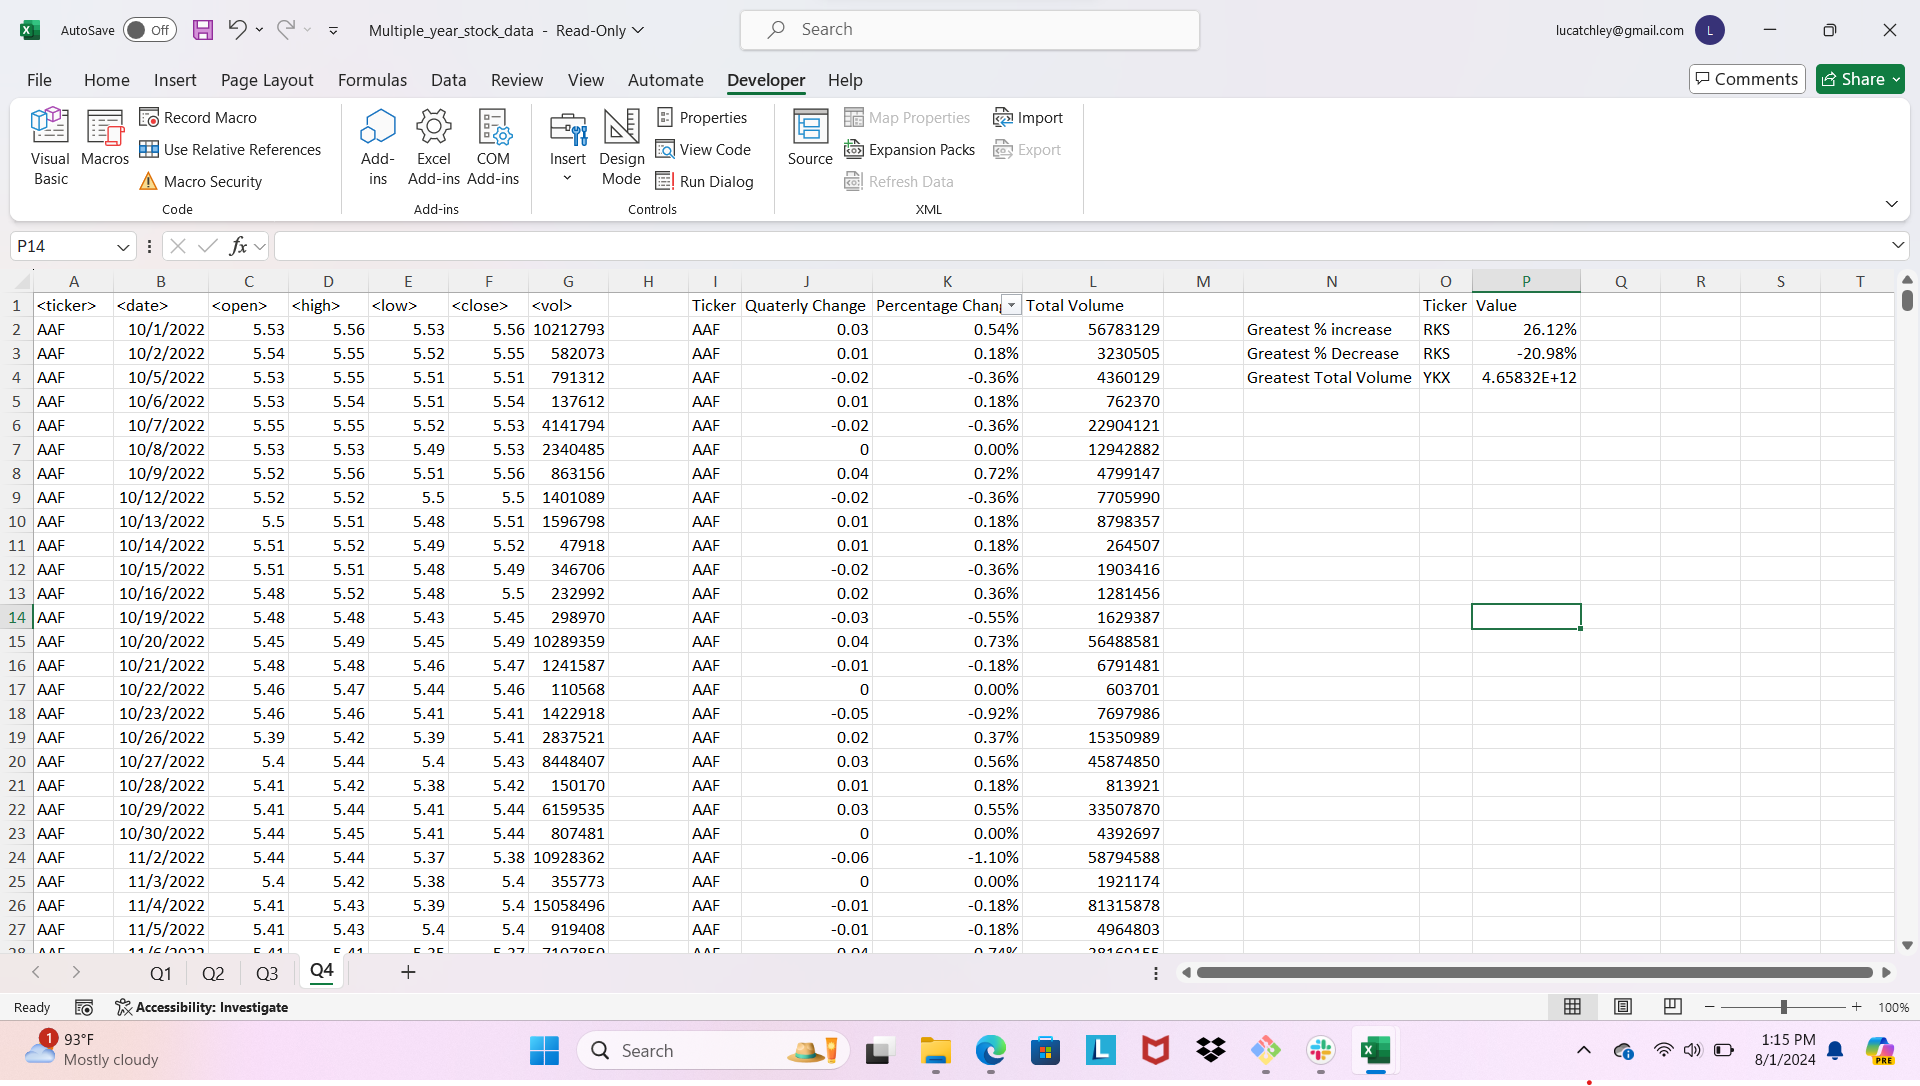 AutoSave Off Multiple_year_stock_data - Read-Only Search lucatchley@gmail.com L
File Home Insert Page Layout Formulas Data Review View Automate Developer Help Comments Share
Visual Basic
Macros
Record Macro
Use Relative References
Macro Security
Code
Add-ins
Excel Add-ins
COM Add-ins
Add-ins
Insert
Design Mode
Properties
View Code
Run Dialog
Controls
Source
Map Properties
Expansion Packs
Refresh Data
Import
Export
XML
P14 fx
A B C D E F G H I J K L M N O P Q R S T
1 <ticker> <date> <open> <high> <low> <close> <vol> Ticker Quaterly Change Percentage Chan Total Volume Ticker Value
2 AAF 10/1/2022 5.53 5.56 5.53 5.56 10212793 AAF 0.03 0.54% 56783129 Greatest % increase RKS 26.12%
3 AAF 10/2/2022 5.54 5.55 5.52 5.55 582073 AAF 0.01 0.18% 3230505 Greatest % Decrease RKS -20.98%
4 AAF 10/5/2022 5.53 5.55 5.51 5.51 791312 AAF -0.02 -0.36% 4360129 Greatest Total Volume YKX 4.65832E+12
5 AAF 10/6/2022 5.53 5.54 5.51 5.54 137612 AAF 0.01 0.18% 762370
6 AAF 10/7/2022 5.55 5.55 5.52 5.53 4141794 AAF -0.02 -0.36% 22904121
7 AAF 10/8/2022 5.53 5.53 5.49 5.53 2340485 AAF 0 0.00% 12942882
8 AAF 10/9/2022 5.52 5.56 5.51 5.56 863156 AAF 0.04 0.72% 4799147
9 AAF 10/12/2022 5.52 5.52 5.5 5.5 1401089 AAF -0.02 -0.36% 7705990
10 AAF 10/13/2022 5.5 5.51 5.48 5.51 1596798 AAF 0.01 0.18% 8798357
11 AAF 10/14/2022 5.51 5.52 5.49 5.52 47918 AAF 0.01 0.18% 264507
12 AAF 10/15/2022 5.51 5.51 5.48 5.49 346706 AAF -0.02 -0.36% 1903416
13 AAF 10/16/2022 5.48 5.52 5.48 5.5 232992 AAF 0.02 0.36% 1281456
14 AAF 10/19/2022 5.48 5.48 5.43 5.45 298970 AAF -0.03 -0.55% 1629387
15 AAF 10/20/2022 5.45 5.49 5.45 5.49 10289359 AAF 0.04 0.73% 56488581
16 AAF 10/21/2022 5.48 5.48 5.46 5.47 1241587 AAF -0.01 -0.18% 6791481
17 AAF 10/22/2022 5.46 5.47 5.44 5.46 110568 AAF 0 0.00% 603701
18 AAF 10/23/2022 5.46 5.46 5.41 5.41 1422918 AAF -0.05 -0.92% 7697986
19 AAF 10/26/2022 5.39 5.42 5.39 5.41 2837521 AAF 0.02 0.37% 15350989
20 AAF 10/27/2022 5.4 5.44 5.4 5.43 8448407 AAF 0.03 0.56% 45874850
21 AAF 10/28/2022 5.41 5.42 5.38 5.42 150170 AAF 0.01 0.18% 813921
22 AAF 10/29/2022 5.41 5.44 5.41 5.44 6159535 AAF 0.03 0.55% 33507870
23 AAF 10/30/2022 5.44 5.45 5.41 5.44 807481 AAF 0 0.00% 4392697
24 AAF 11/2/2022 5.44 5.44 5.37 5.38 10928362 AAF -0.06 -1.10% 58794588
25 AAF 11/3/2022 5.4 5.42 5.38 5.4 355773 AAF 0 0.00% 1921174
26 AAF 11/4/2022 5.41 5.43 5.39 5.4 15058496 AAF -0.01 -0.18% 81315878
27 AAF 11/5/2022 5.41 5.43 5.4 5.4 919408 AAF -0.01 -0.18% 4964803
Q1 Q2 Q3 Q4
Ready Accessibility: Investigate 100%
1 93°F
Mostly cloudy
Search
1:15 PM
8/1/2024
PRE